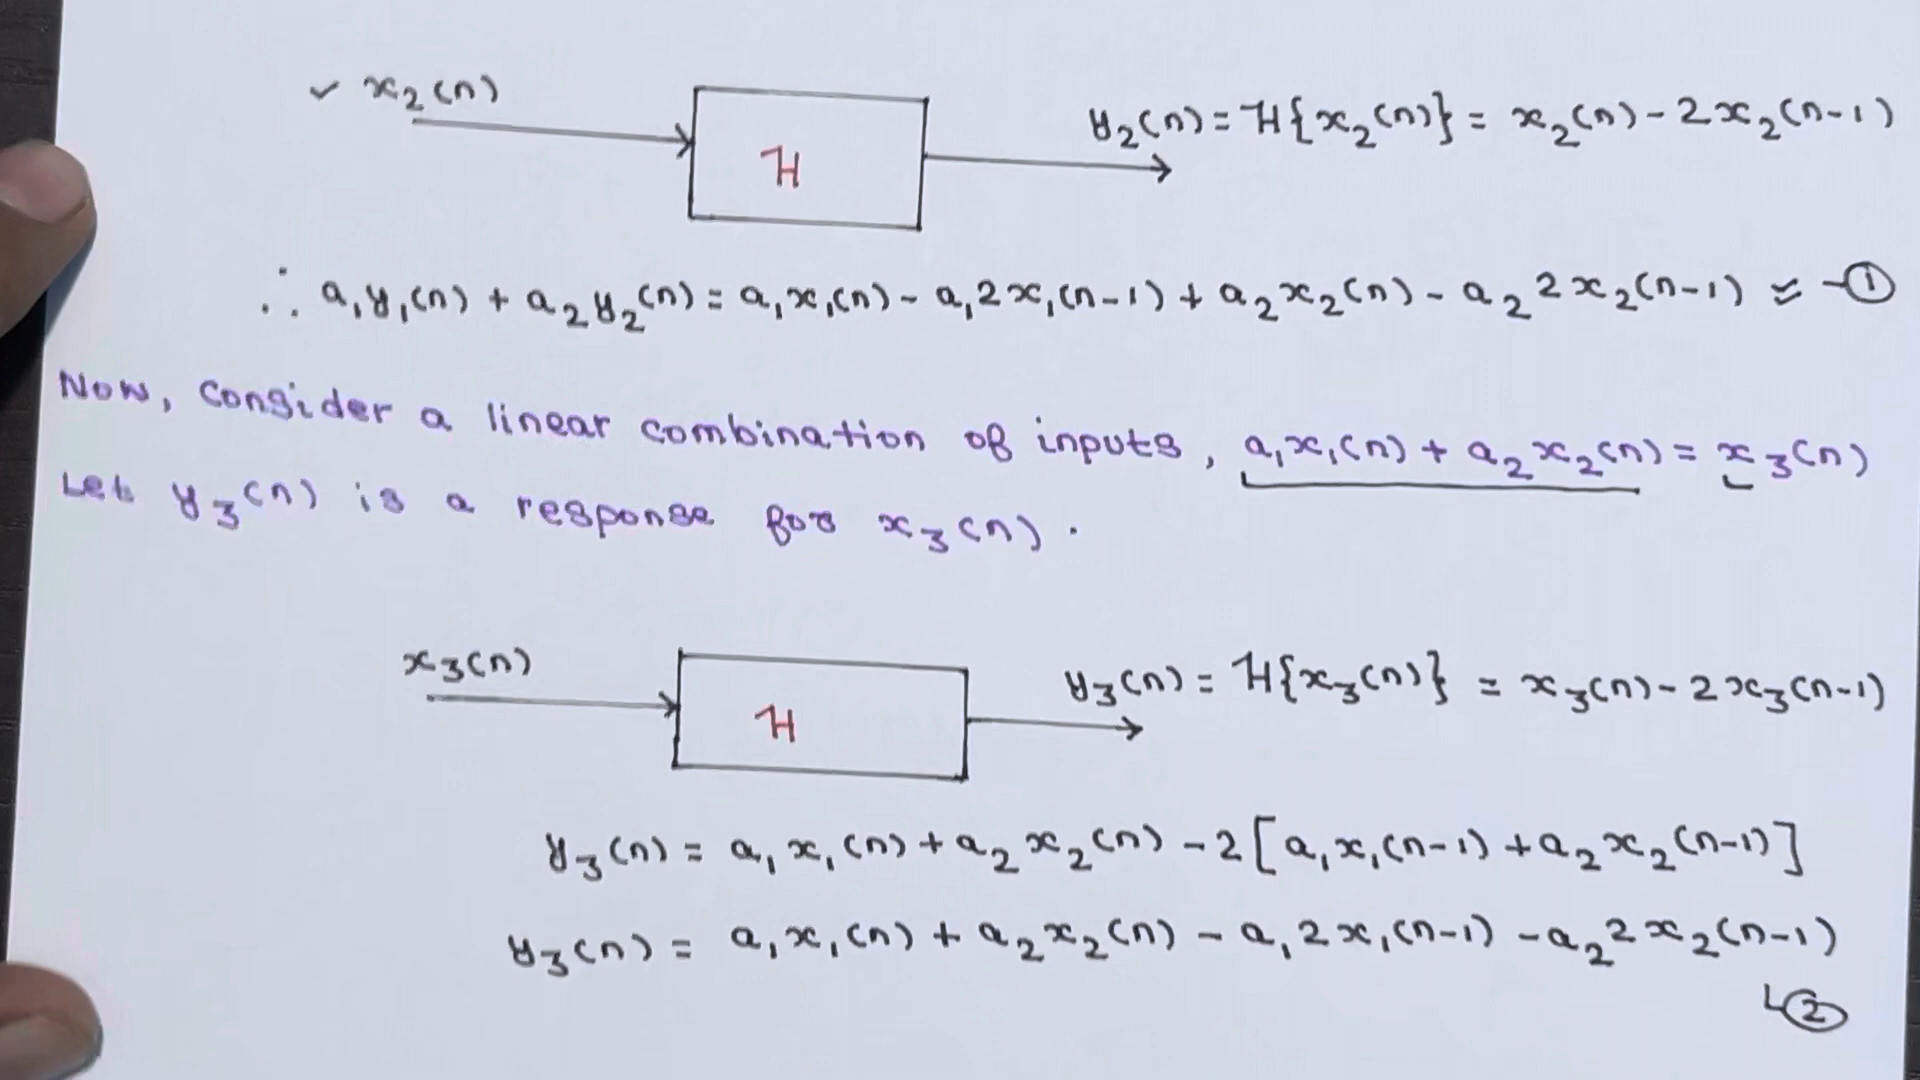 ✓ x₂(n)
y₂(n) = H{x₂(n)} = x₂(n) - 2x₂(n-1)
H
∴ a₁y₁(n) + a₂y₂(n) = a₁x₁(n) - a₁2x₁(n-1) + a₂x₂(n) - a₂2x₂(n-1) - ①
Now, consider a linear combination of inputs, a₁x₁(n) + a₂x₂(n) = x₃(n)
Let y₃(n) is a response for x₃(n).
x₃(n)
y₃(n) = H{x₃(n)} = x₃(n) - 2x₃(n-1)
H
y₃(n) = a₁x₁(n) + a₂x₂(n) - 2[a₁x₁(n-1) + a₂x₂(n-1)]
y₃(n) = a₁x₁(n) + a₂x₂(n) - a₁2x₁(n-1) - a₂2x₂(n-1)
②